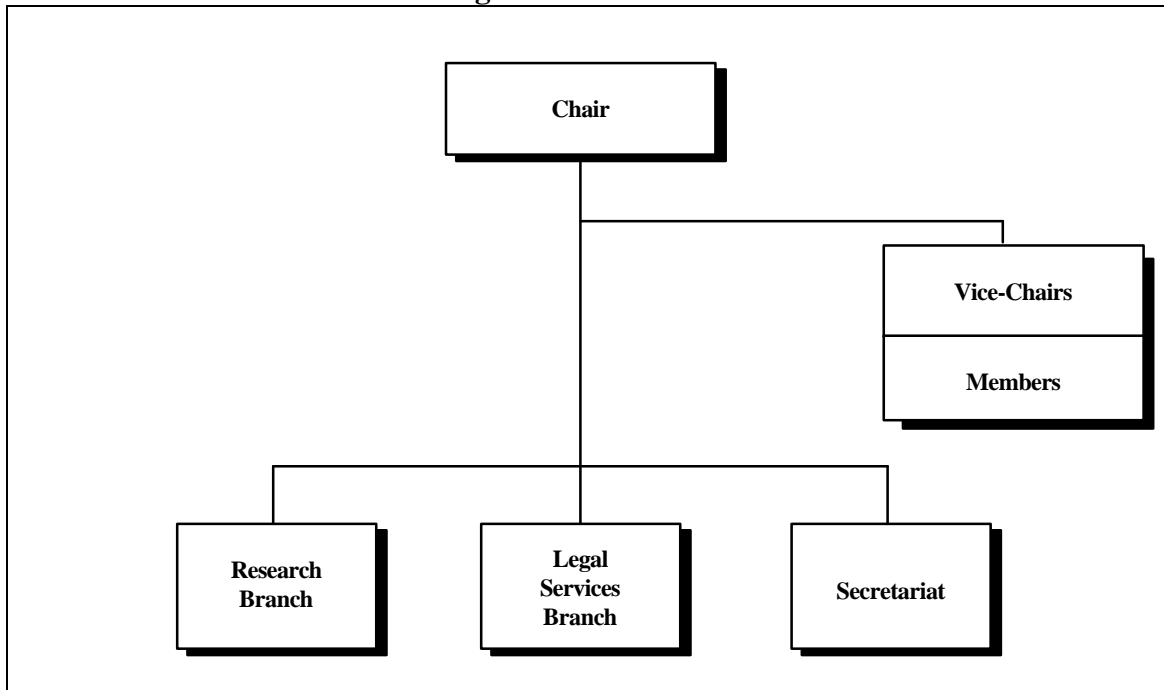 Chair
Vice-Chairs
Members
Research
Branch
Legal
Services
Branch
Secretariat